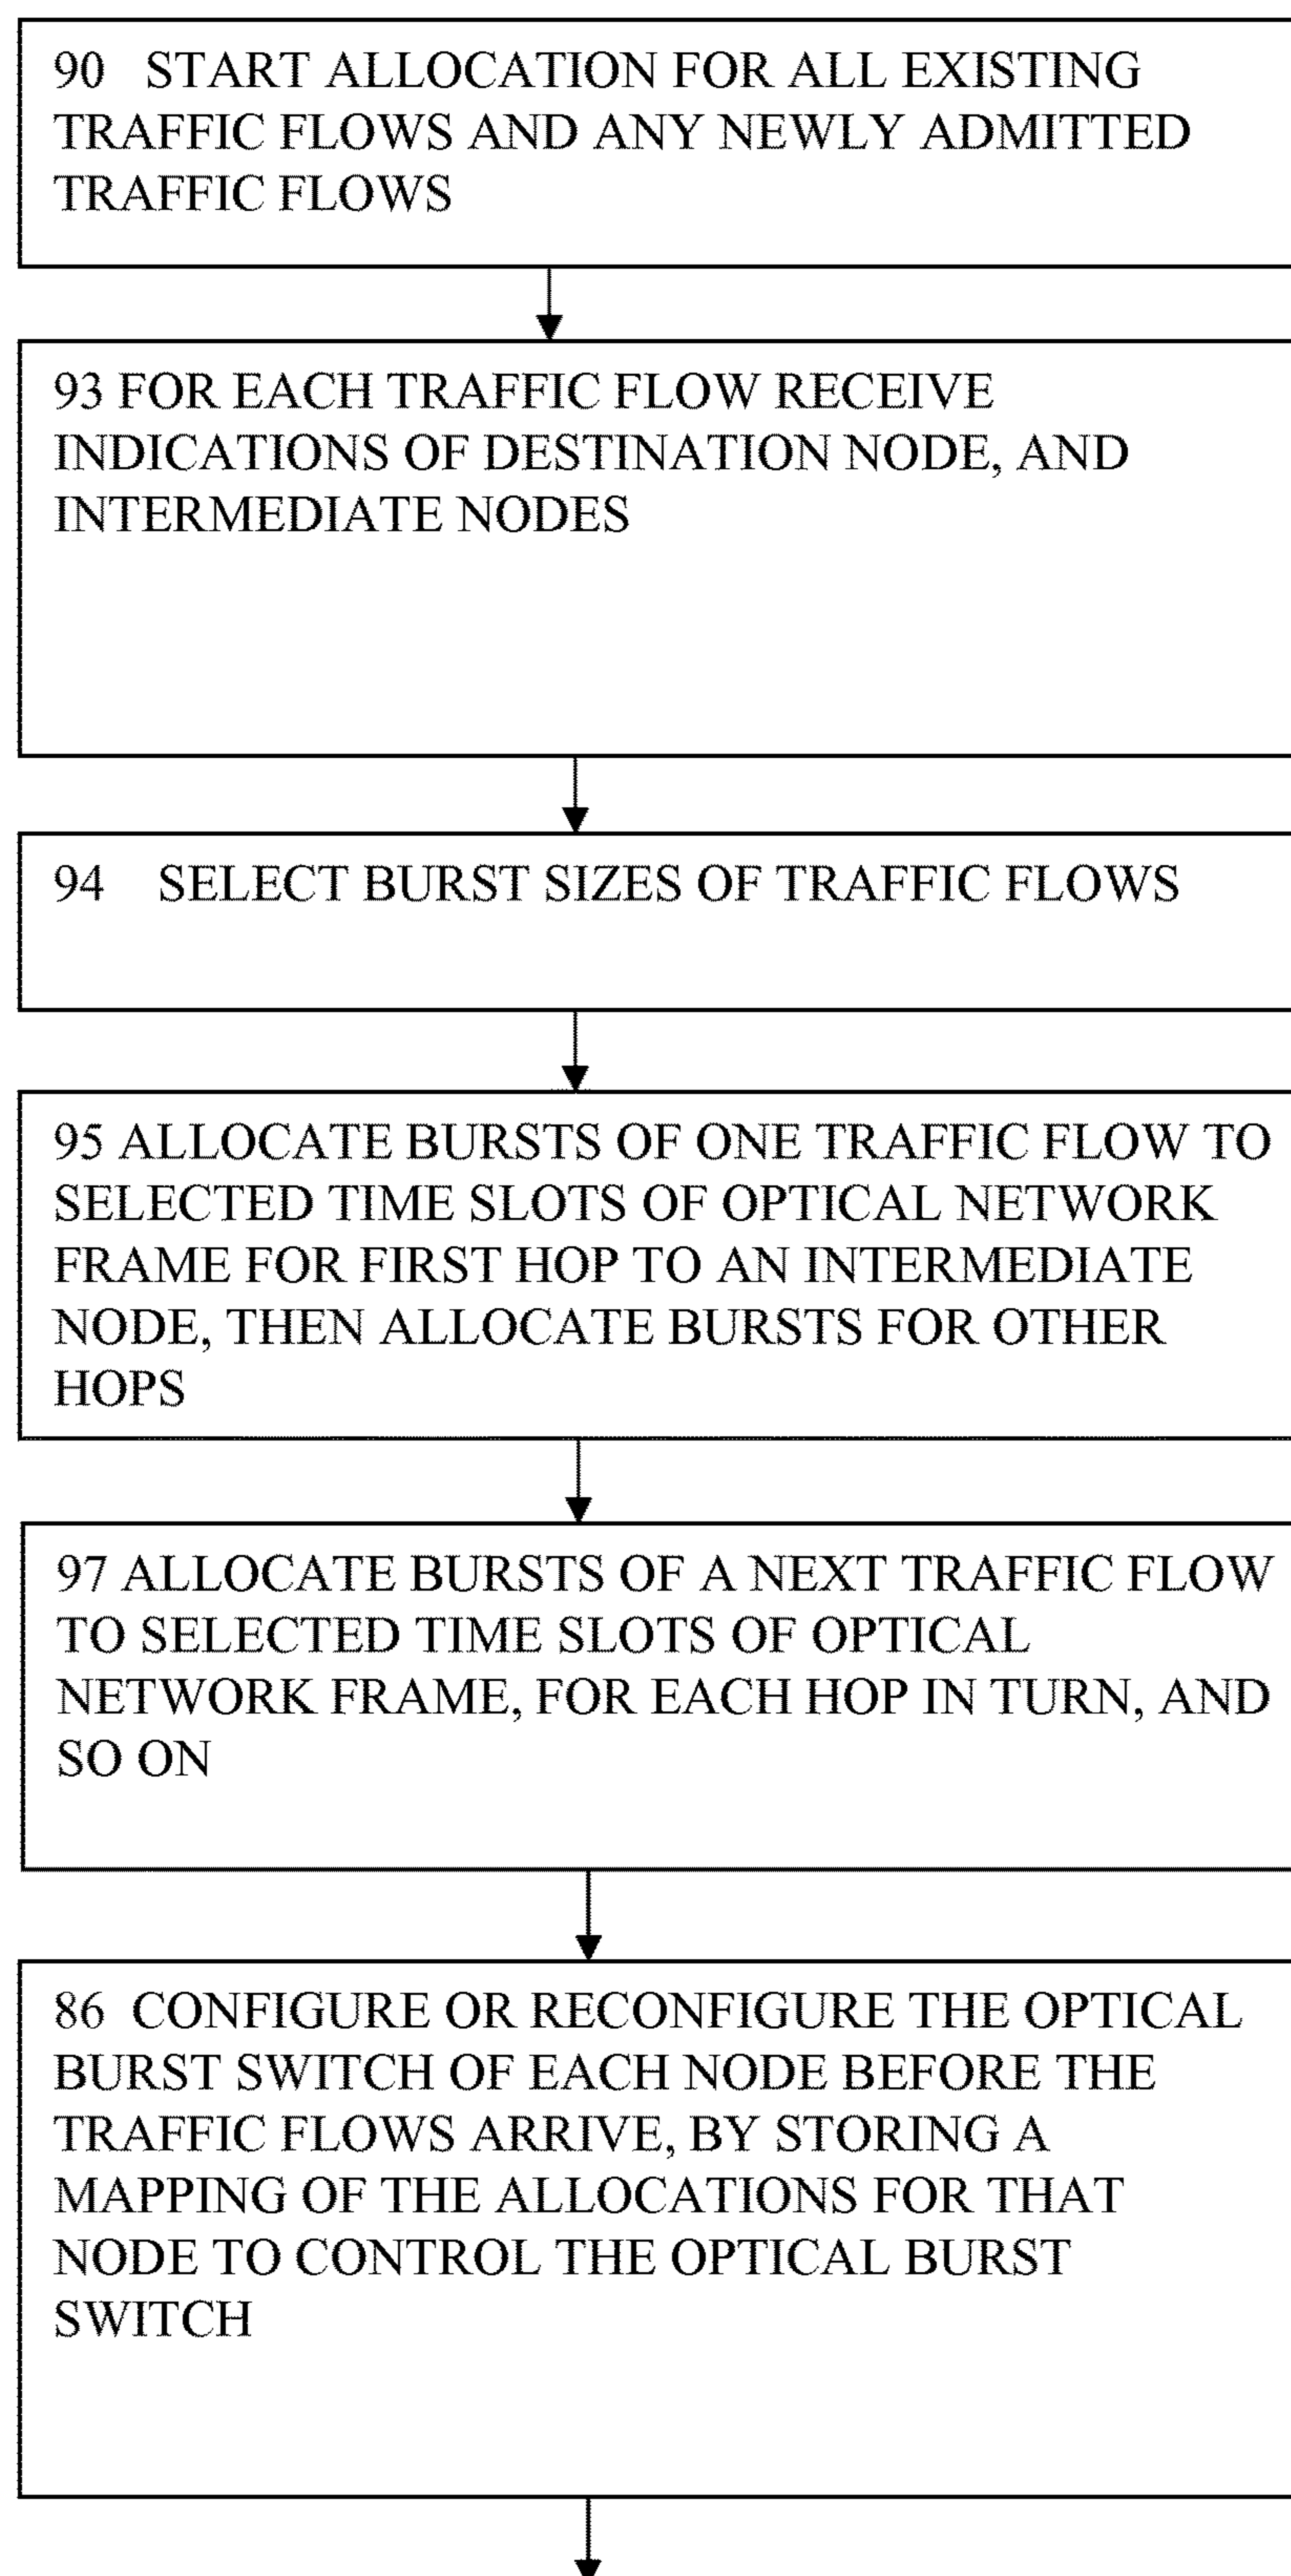 90 START ALLOCATION FOR ALL EXISTING
TRAFFIC FLOWS AND ANY NEWLY ADMITTED
TRAFFIC FLOWS
93 FOR EACH TRAFFIC FLOW RECEIVE
INDICATIONS OF DESTINATION NODE, AND
INTERMEDIATE NODES
94 SELECT BURST SIZES OF TRAFFIC FLOWS
95 ALLOCATE BURSTS OF ONE TRAFFIC FLOW TO
SELECTED TIME SLOTS OF OPTICAL NETWORK
FRAME FOR FIRST HOP TO AN INTERMEDIATE
NODE, THEN ALLOCATE BURSTS FOR OTHER
HOPS
97 ALLOCATE BURSTS OF A NEXT TRAFFIC FLOW
TO SELECTED TIME SLOTS OF OPTICAL
NETWORK FRAME, FOR EACH HOP IN TURN, AND
SO ON
86 CONFIGURE OR RECONFIGURE THE OPTICAL
BURST SWITCH OF EACH NODE BEFORE THE
TRAFFIC FLOWS ARRIVE, BY STORING A
MAPPING OF THE ALLOCATIONS FOR THAT
NODE TO CONTROL THE OPTICAL BURST
SWITCH